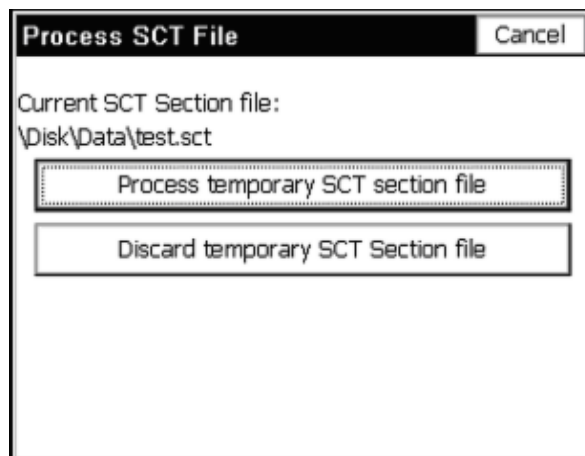 Process SCT File
Cancel
Current SCT Section file:
\Disk\Data\test.sct
Process temporary SCT section file
Discard temporary SCT Section file